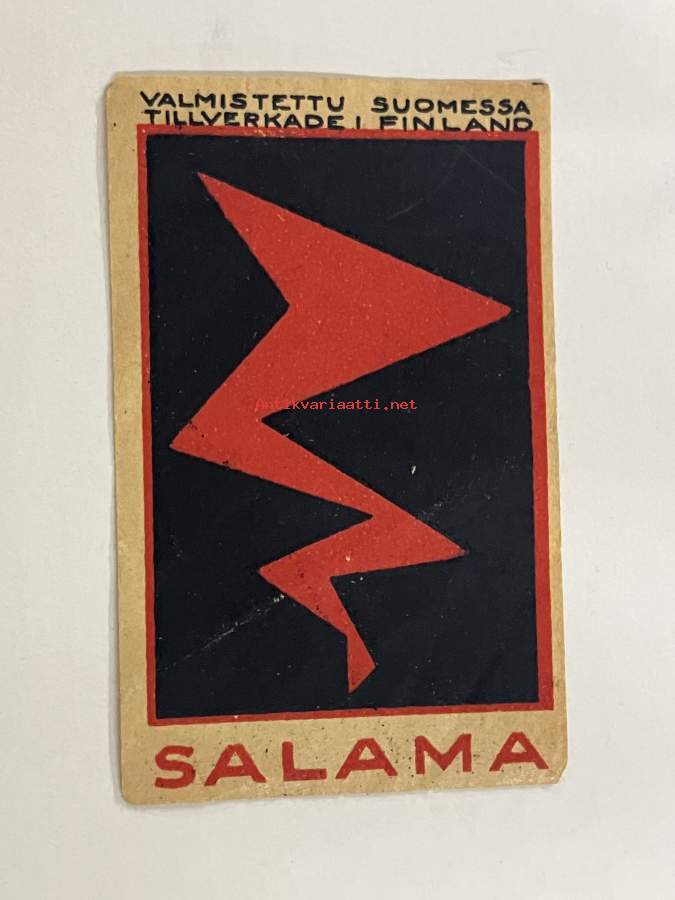 VALMISTETTU SUOMESSA
TILLVERKADE I FINLAND
Antikvariaatti.net
SALAMA